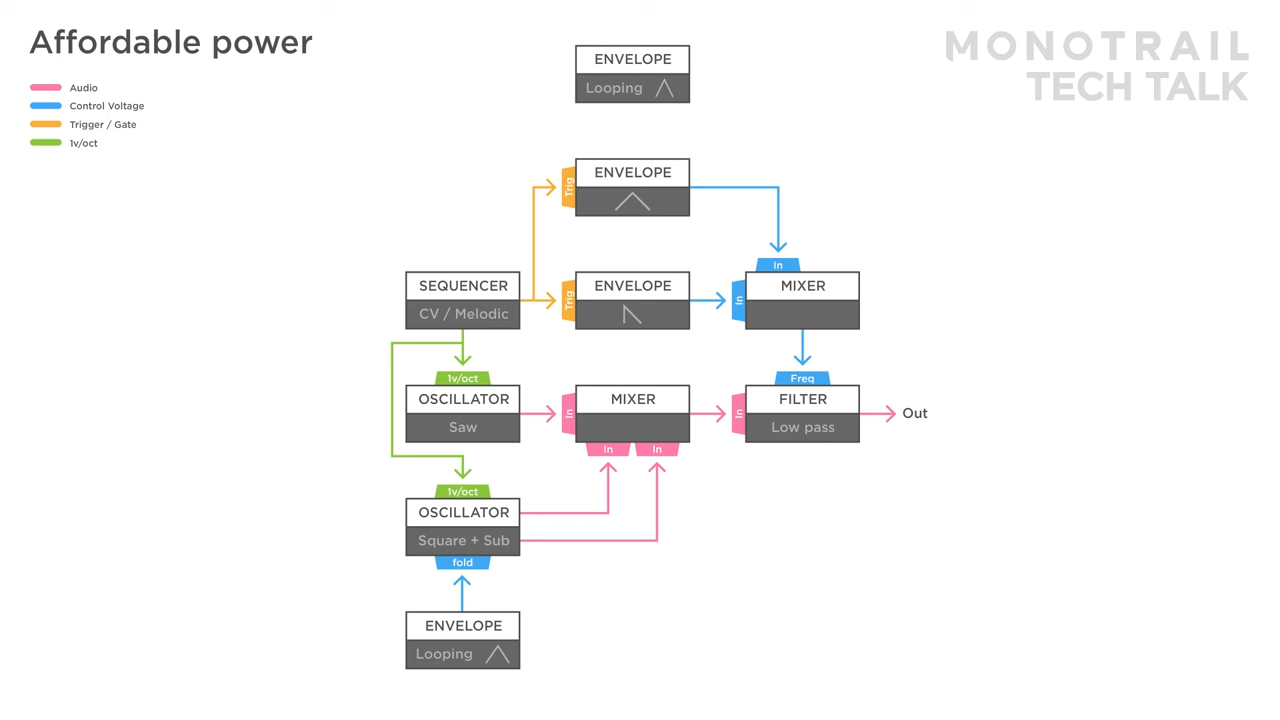 Affordable power
MONOTRAIL
TECH TALK
Audio
Control Voltage
Trigger / Gate
1v/oct
ENVELOPE
Looping
Trig
ENVELOPE
In
SEQUENCER
CV / Melodic
Trig
ENVELOPE
In
MIXER
1v/oct
OSCILLATOR
Saw
In
MIXER
In
In
Freq
In
FILTER
Low pass
Out
1v/oct
OSCILLATOR
Square + Sub
fold
ENVELOPE
Looping